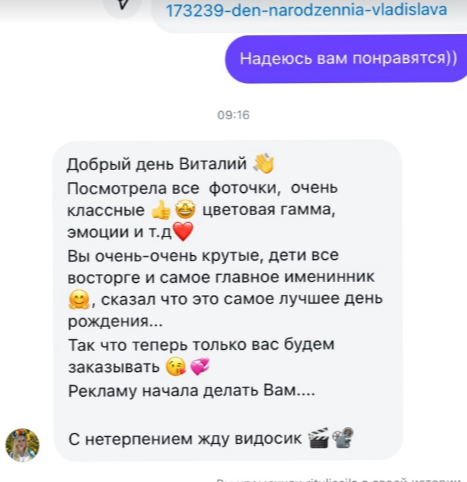 173239-den-narodzennia-vladislava
Надеюсь вам понравятся))
09:16
Добрый день Виталий 👋
Посмотрела все фоточки, очень
классные 👍🤩 цветовая гамма,
эмоции и т.д❤️
Вы очень-очень крутые, дети все
восторге и самое главное именинник
🤗, сказал что это самое лучшее день
рождения...
Так что теперь только вас будем
заказывать 😘💞
Рекламу начала делать Вам....
С нетерпением жду видосик 🎬📽️